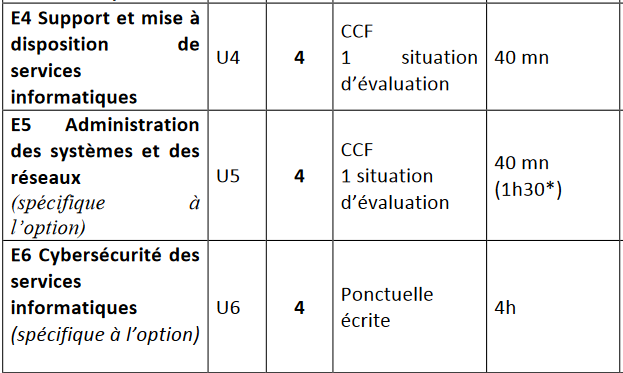 E4 Support et mise à
disposition de
services
informatiques
U4
4
CCF
1 situation
d’évaluation
40 mn
E5 Administration
des systèmes et des
réseaux
(spécifique à
l’option)
U5
4
CCF
1 situation
d’évaluation
40 mn
(1h30*)
E6 Cybersécurité des
services
informatiques
(spécifique à l’option)
U6
4
Ponctuelle
écrite
4h